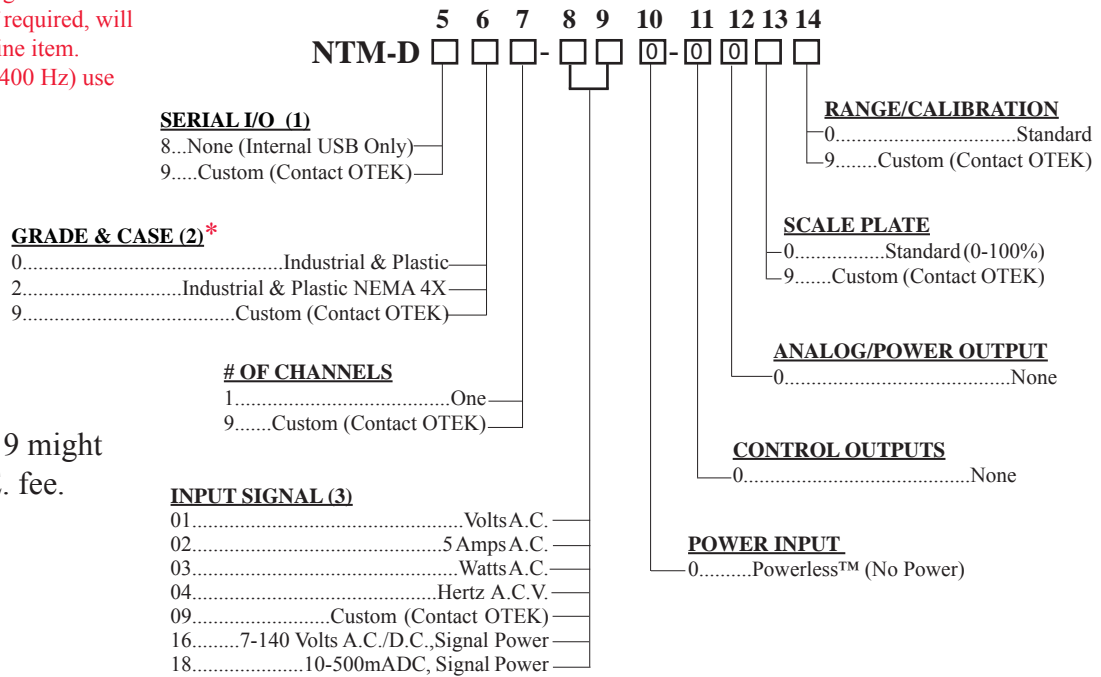 required, will
ine item.
400 Hz) use
5 6 7 8 9 10 11 12 13 14
NTM-D - 0 - 0 0
SERIAL I/O (1)
8...None (Internal USB Only)
9.....Custom (Contact OTEK)
GRADE & CASE (2)*
0................................................Industrial & Plastic
2.............................Industrial & Plastic NEMA 4X
9.......................................Custom (Contact OTEK)
# OF CHANNELS
1........................................One
9.......Custom (Contact OTEK)
9 might
. fee.
INPUT SIGNAL (3)
01..................................................Volts A.C.
02..............................................5 Amps A.C.
03.................................................Watts A.C.
04.............................................Hertz A.C.V.
09.........................Custom (Contact OTEK)
16.........7-140 Volts A.C./D.C.,Signal Power
18....................10-500mADC, Signal Power
RANGE/CALIBRATION
0.................................Standard
9........Custom (Contact OTEK)
SCALE PLATE
0.................Standard (0-100%)
9.......Custom (Contact OTEK)
ANALOG/POWER OUTPUT
0.........................................None
CONTROL OUTPUTS
0.........................................None
POWER INPUT
0..........Powerless™ (No Power)